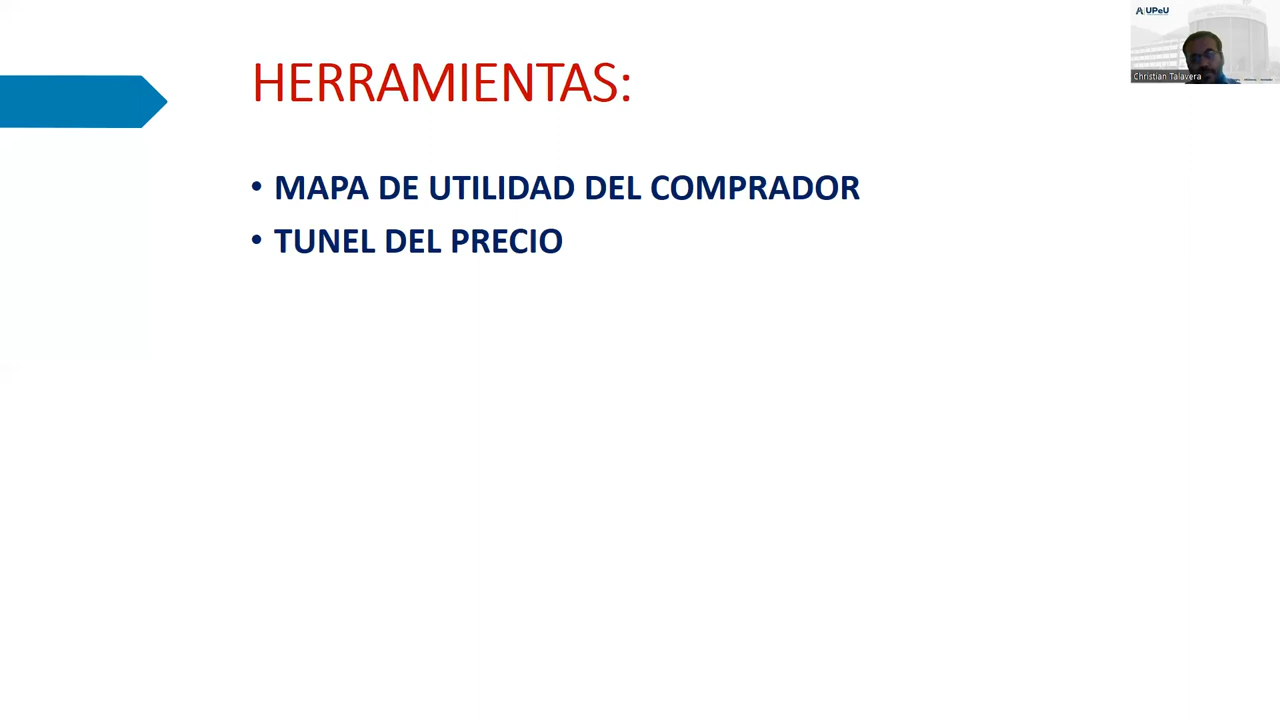 UPeU
HERRAMIENTAS:
Christian Talavera
• MAPA DE UTILIDAD DEL COMPRADOR
• TUNEL DEL PRECIO